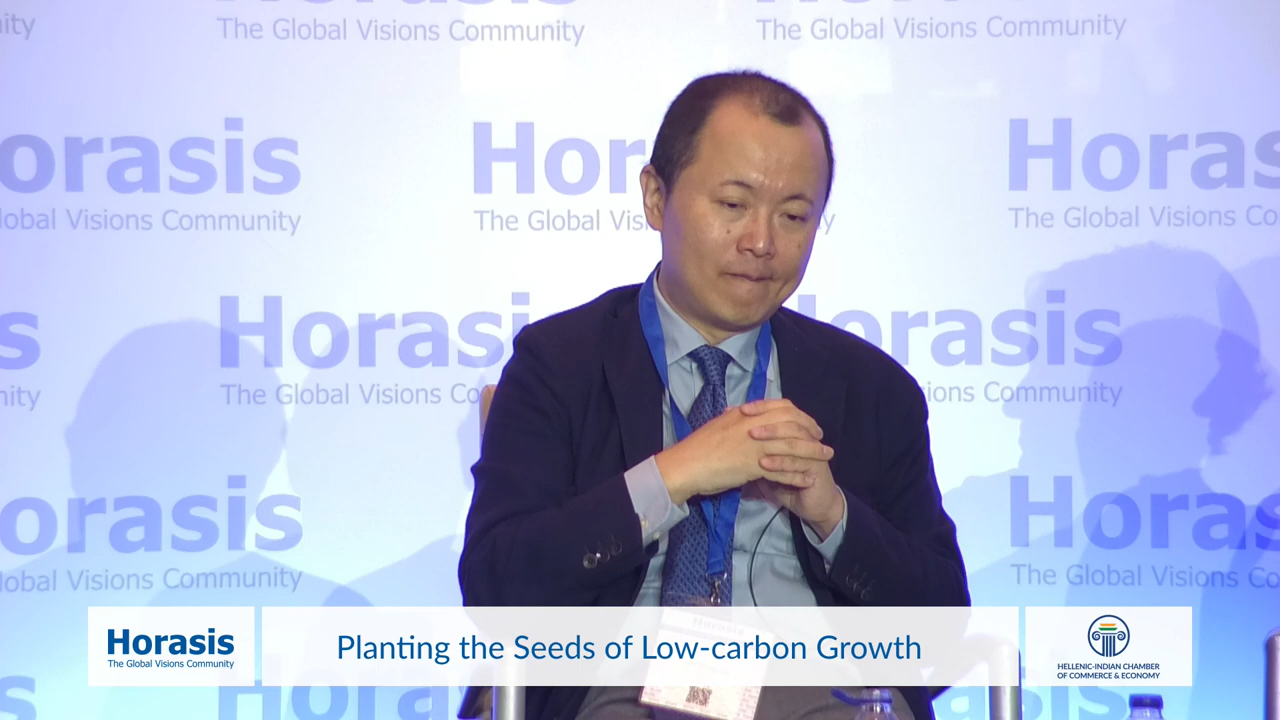 The Global Visions Community
The Global Visions Community
Horasis
Horasis
The Global Visions Community
Horasis
The Global Visions Community
Horasis
The Global Visions Community
Horasis
Horasis
The Global Visions Community
Planting the Seeds of Low-carbon Growth
HELLENIC-INDIAN CHAMBER
OF COMMERCE & ECONOMY